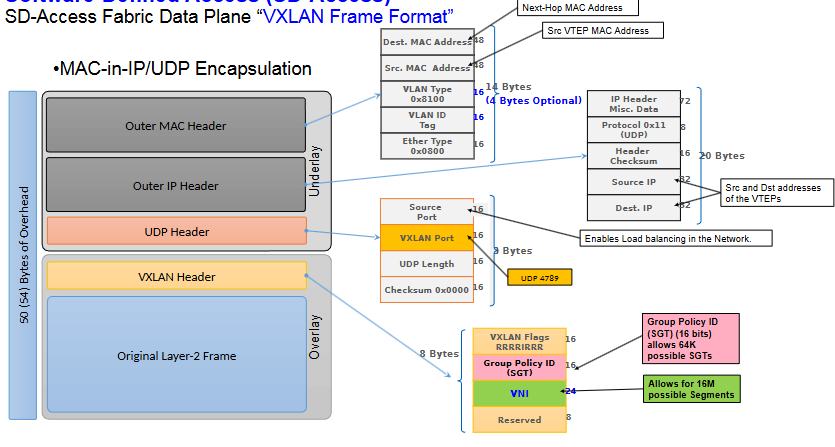 SD-Access Fabric Data Plane “VXLAN Frame Format”
•MAC-in-IP/UDP Encapsulation
50 (54) Bytes of Overhead
Outer MAC Header
Outer IP Header
UDP Header
Underlay
VXLAN Header
Original Layer-2 Frame
Overlay
Next-Hop MAC Address
Src VTEP MAC Address
Dest. MAC Address 48
Src. MAC Address 48
VLAN Type
0x8100
16
VLAN ID
Tag
16
Ether Type
0x0800
16
14 Bytes
(4 Bytes Optional)
IP Header
Misc. Data
72
Protocol 0x11
(UDP)
8
Header
Checksum
16
Source IP
32
Dest. IP
32
20 Bytes
Src and Dst addresses
of the VTEPs
Source
Port
16
VXLAN Port
16
UDP Length
16
Checksum 0x0000
16
8 Bytes
Enables Load balancing in the Network.
UDP 4789
VXLAN Flags
RRRRIRRR
16
Group Policy ID
(SGT)
16
VNI
24
Reserved
8
8 Bytes
Group Policy ID
(SGT) (16 bits)
allows 64K
possible SGTs
Allows for 16M
possible Segments